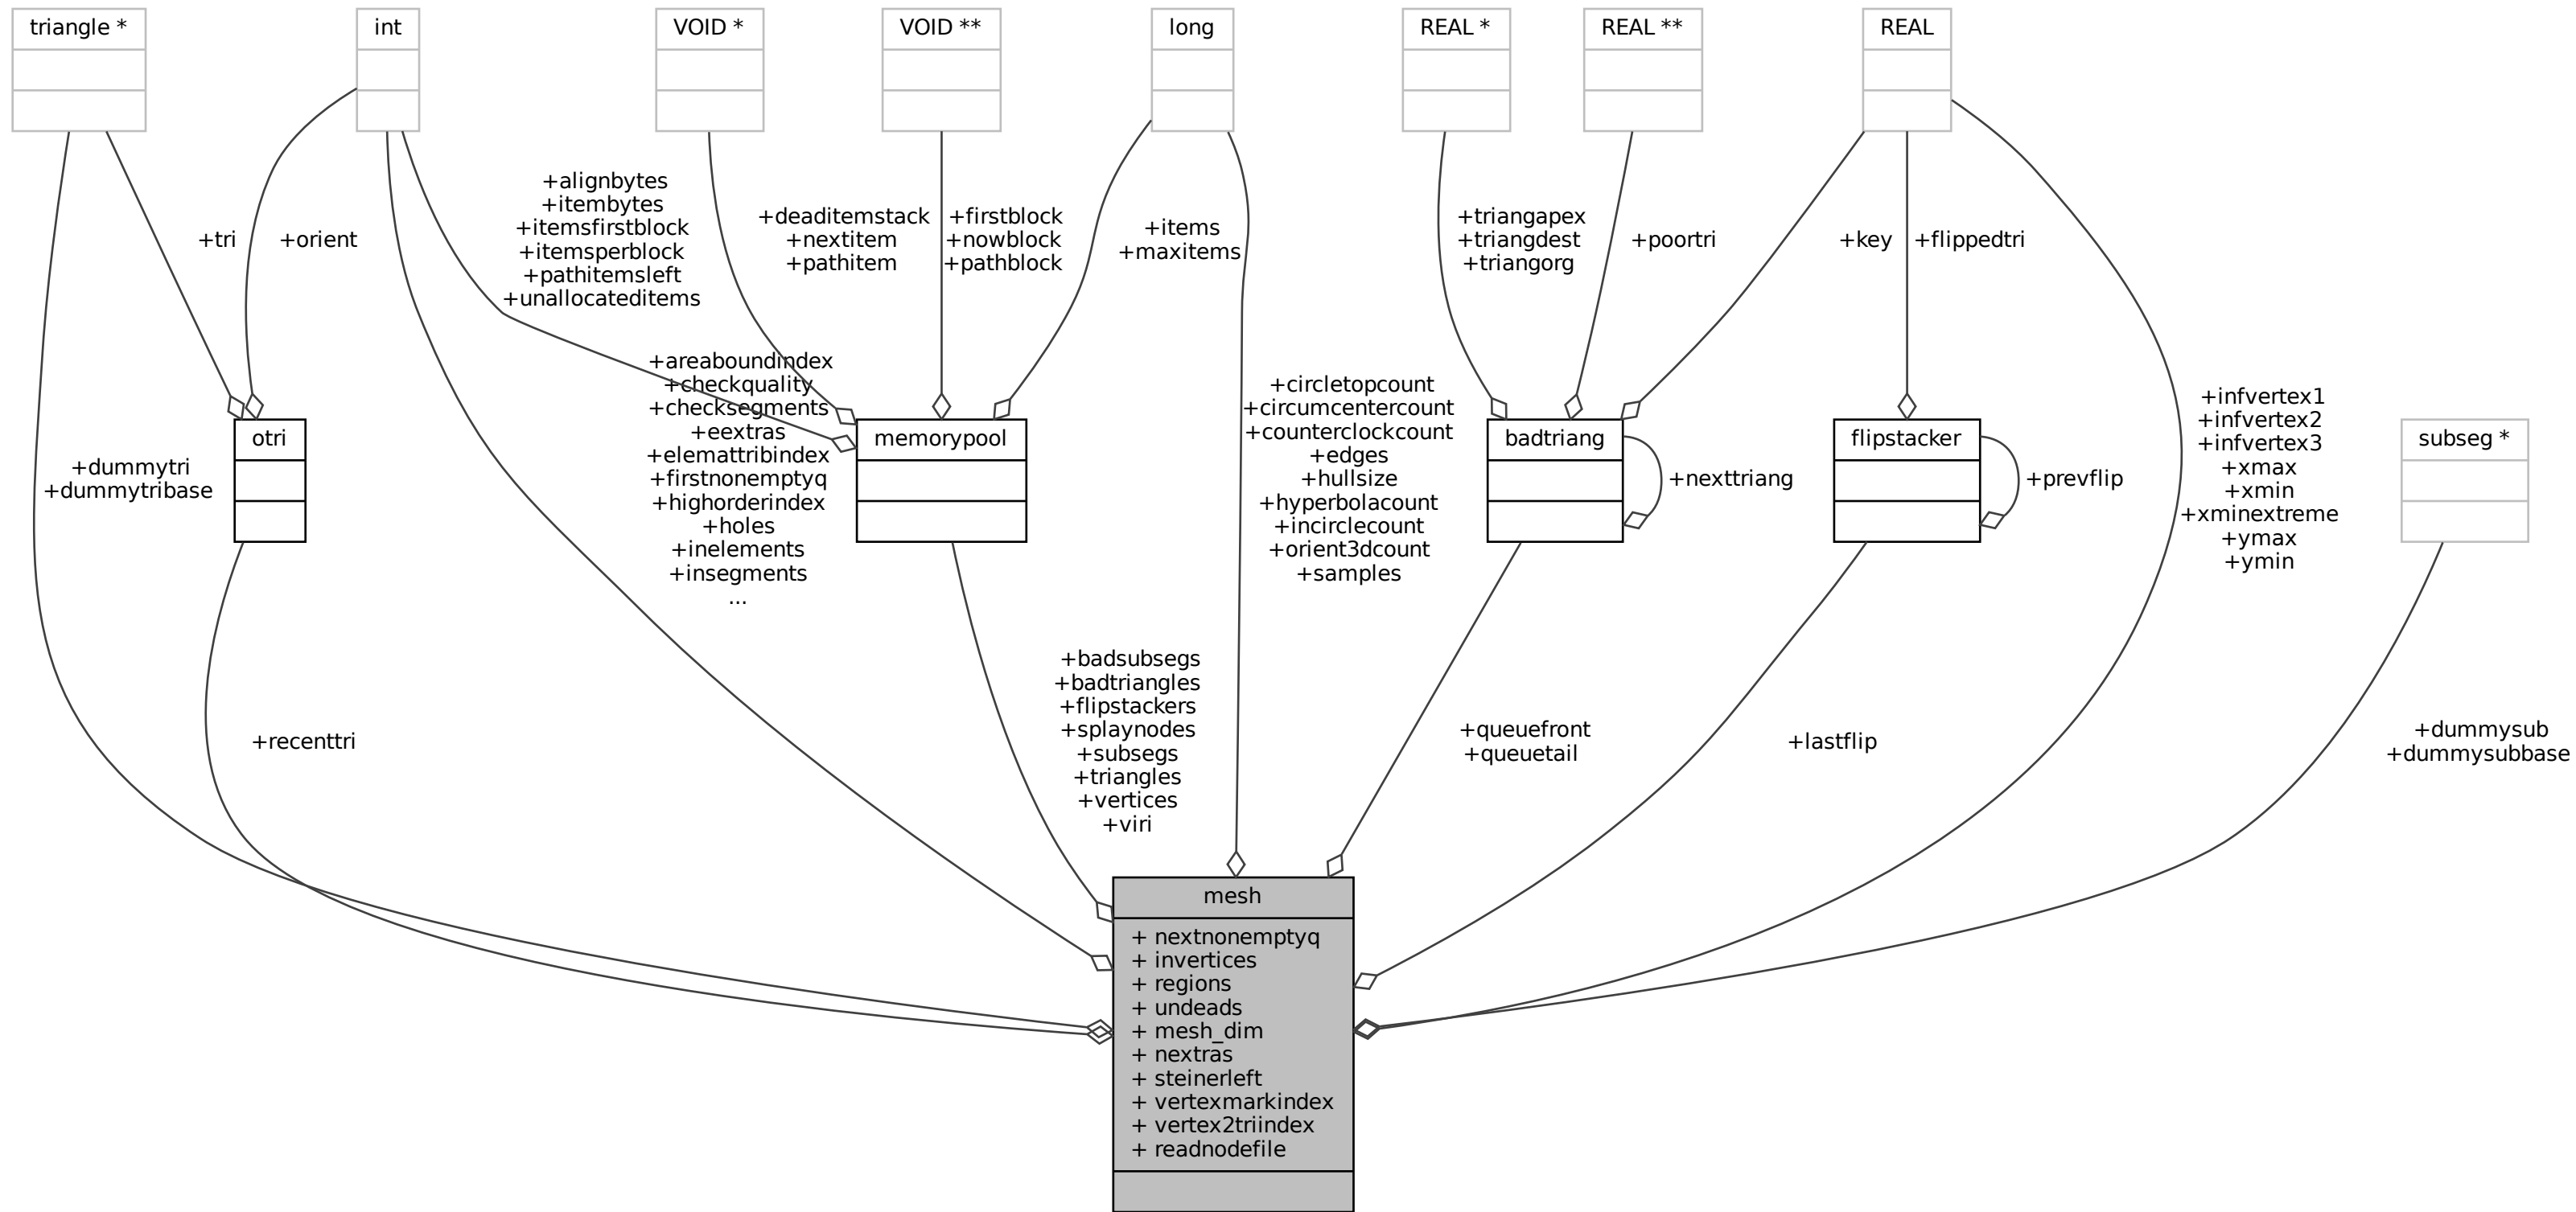 triangle *
int
VOID *
VOID **
long
REAL *
REAL **
REAL
+alignbytes
+itembytes
+itemsfirstblock
+itemsperblock
+pathitemsleft
+unallocateditems
+tri
+orient
+deaditemstack
+nextitem
+pathitem
+firstblock
+nowblock
+pathblock
+items
+maxitems
+triangapex
+triangdest
+triangorg
+poortri
+key
+flippedtri
+areaboundindex
+checkquality
+checksegments
+eextras
+elemattribindex
+firstnonemptyq
+highorderindex
+holes
+inelements
+insegments
...
+circletopcount
+circumcentercount
+counterclockcount
+edges
+hullsize
+hyperbolacount
+incirclecount
+orient3dcount
+samples
+infvertex1
+infvertex2
+infvertex3
+xmax
+xmin
+xminextreme
+ymax
+ymin
otri
memorypool
badtriang
flipstacker
subseg *
+dummytri
+dummytribase
+nexttriang
+prevflip
+recenttri
+badsubsegs
+badtriangles
+flipstackers
+splaynodes
+subsegs
+triangles
+vertices
+viri
+queuefront
+queuetail
+lastflip
+dummysub
+dummysubbase
mesh
+ nextnonemptyq
+ invertices
+ regions
+ undeads
+ mesh_dim
+ nextras
+ steinerleft
+ vertexmarkindex
+ vertex2triindex
+ readnodefile